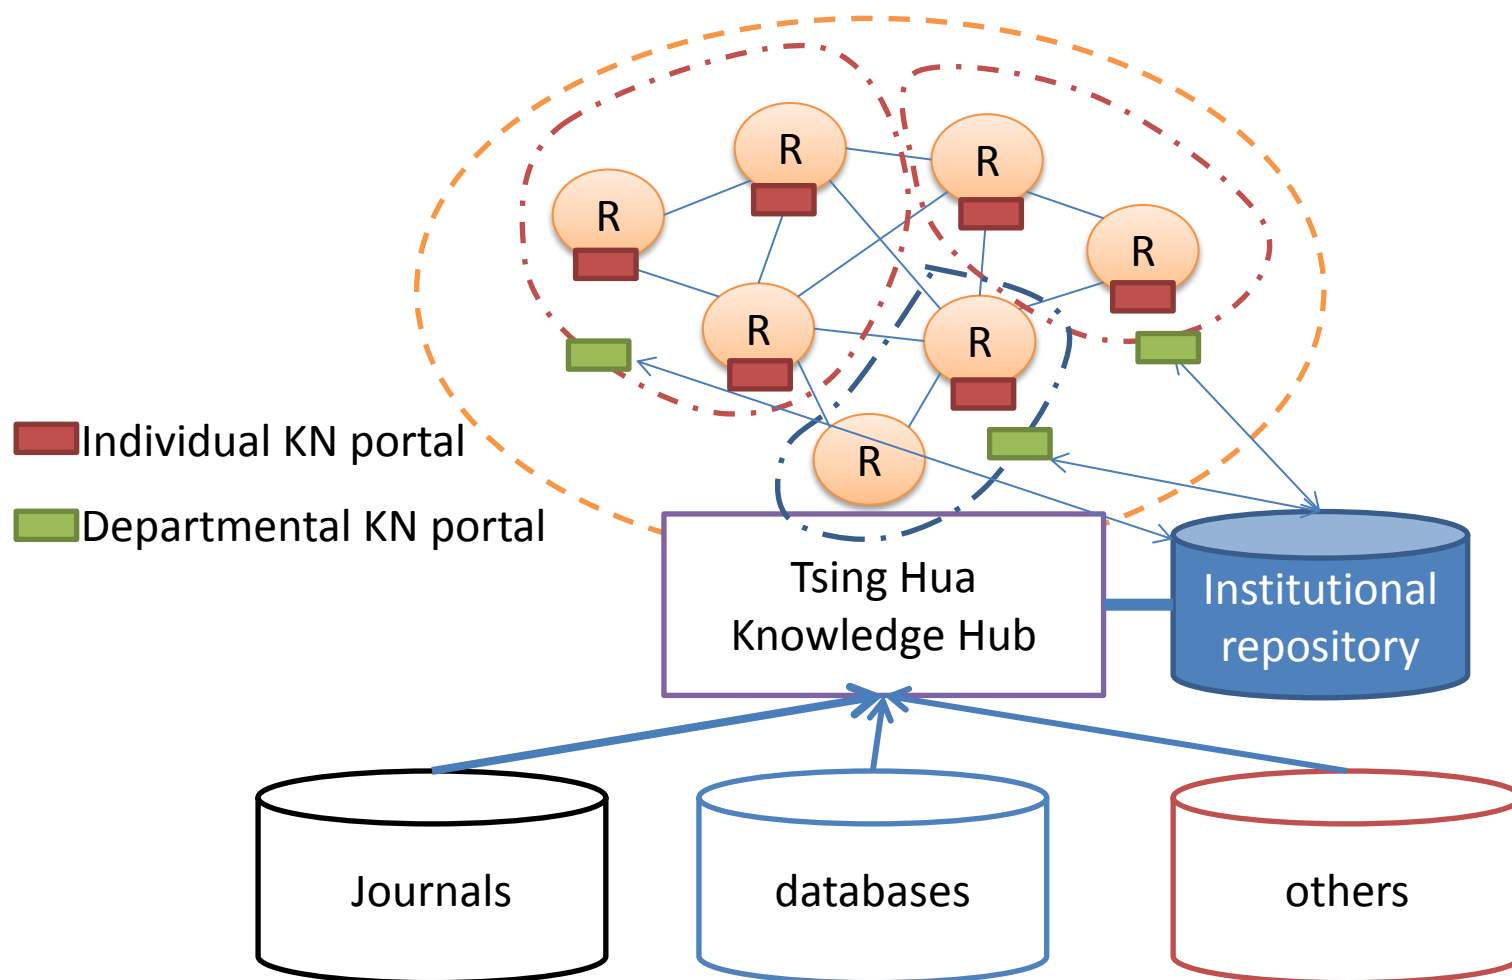 R
R
R
R
R
R
R
Individual KN portal
Departmental KN portal
Tsing Hua
Knowledge Hub
Institutional
repository
Journals
databases
others